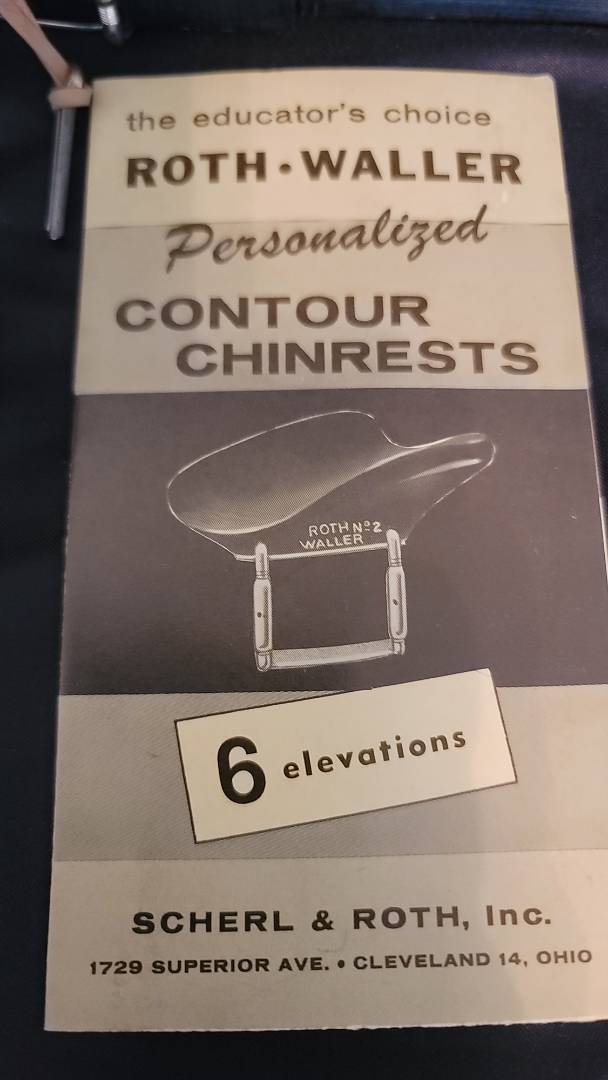 the educator's choice
ROTH • WALLER
Personalized
CONTOUR
CHINRESTS
ROTH Nº 2
WALLER
6 elevations
SCHERL & ROTH, Inc.
1729 SUPERIOR AVE. • CLEVELAND 14, OHIO